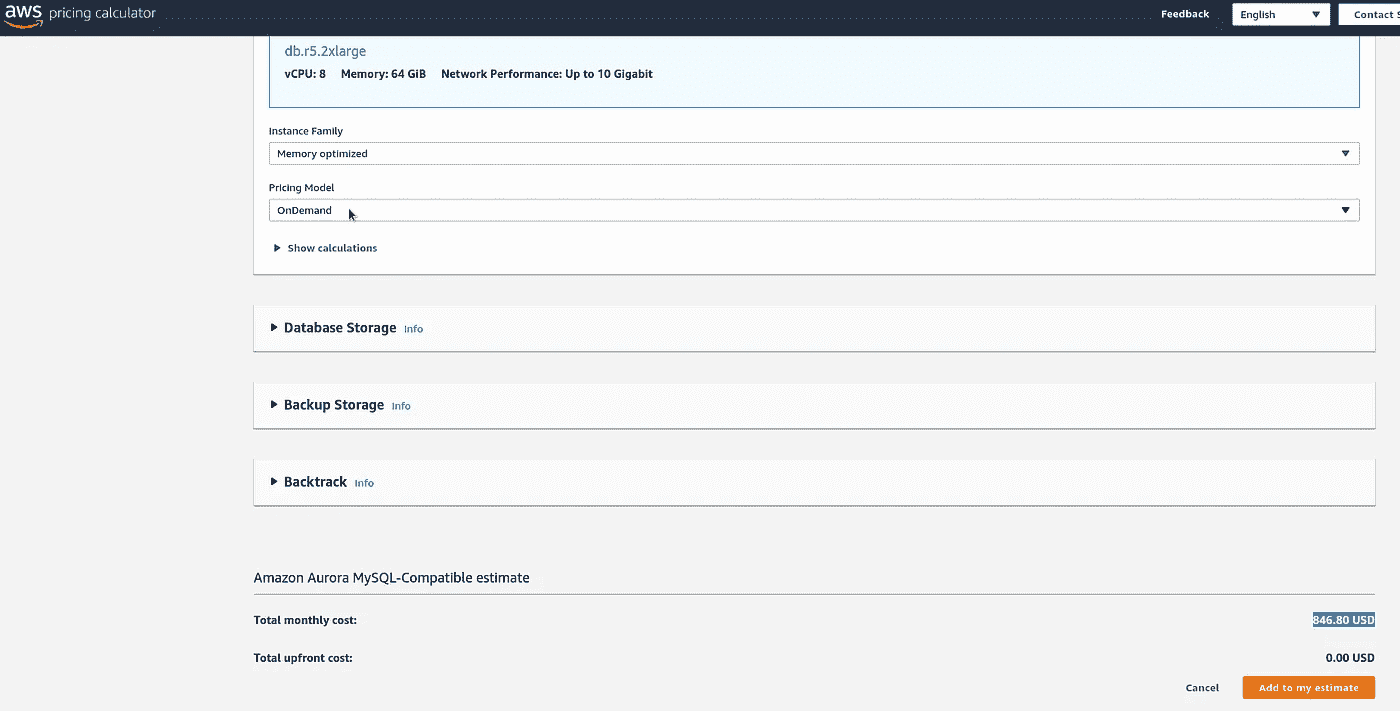 aws pricing calculator
Feedback
English
Contact
db.r5.2xlarge
vCPU: 8 Memory: 64 GiB Network Performance: Up to 10 Gigabit
Instance Family
Memory optimized
Pricing Model
OnDemand
Show calculations
Database Storage Info
Backup Storage Info
Backtrack Info
Amazon Aurora MySQL-Compatible estimate
Total monthly cost: 846.80 USD
Total upfront cost: 0.00 USD
Cancel Add to my estimate